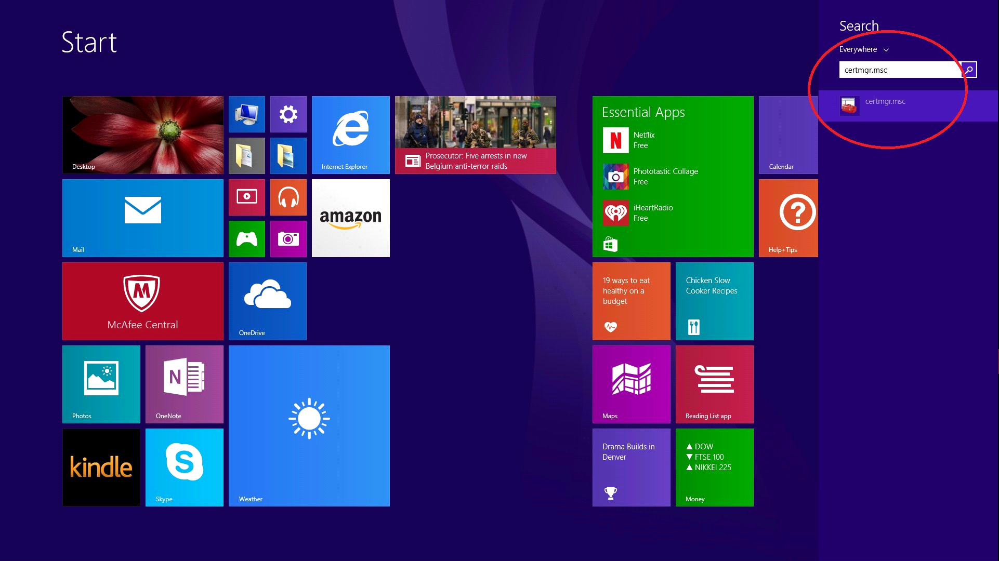 Start
Search
Everywhere
certmgr.msc
certmgr.msc
Desktop
Internet Explorer
Prosecutor: Five arrests in new
Belgium anti-terror raids
Mail
amazon
M
McAfee Central
OneDrive
Photos
N
OneNote
kindle
S
Skype
Weather
Essential Apps
N
Netflix
Free
Phototastic Collage
Free
iHeartRadio
Free
Calendar
?
Help+Tips
19 ways to eat
healthy on a
budget
Chicken Slow
Cooker Recipes
Maps
Reading List app
Drama Builds in
Denver
▲ DOW
▼ FTSE 100
▲ NIKKEI 225
Money